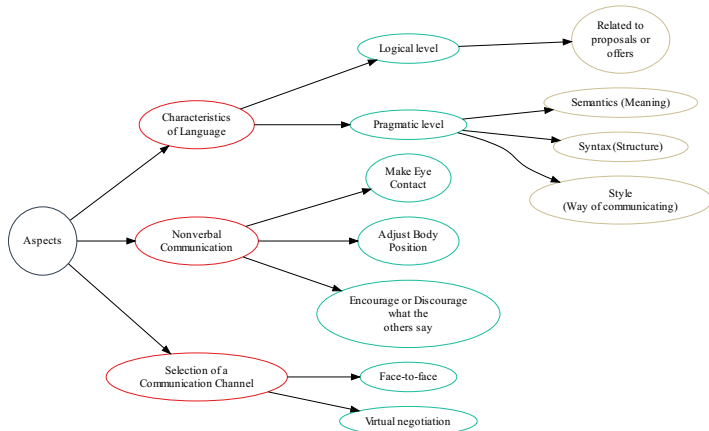 Aspects
Characteristics
of Language
Logical level
Related to
proposals or
offers
Pragmatic level
Semantics (Meaning)
Syntax (Structure)
Style
(Way of communicating)
Nonverbal
Communication
Make Eye
Contact
Adjust Body
Position
Encourage or Discourage
what the
others say
Selection of a
Communication Channel
Face-to-face
Virtual negotiation